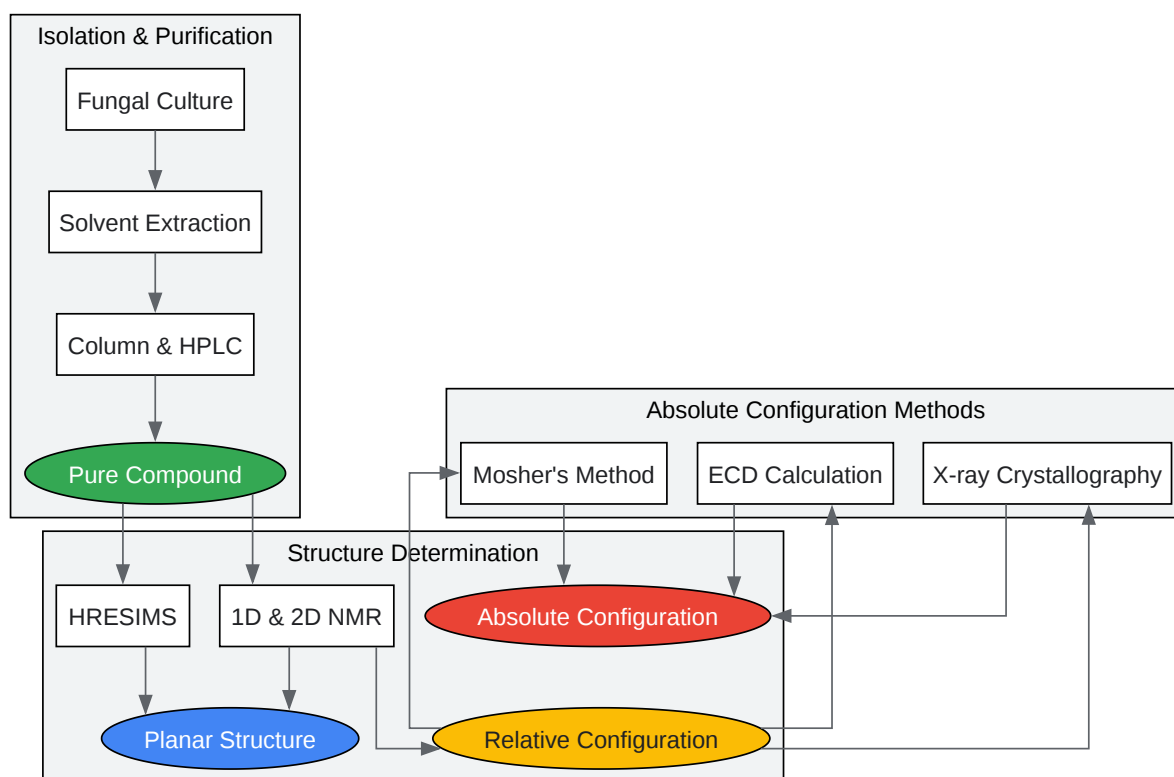 Isolation & Purification
Fungal Culture
Solvent Extraction
Column & HPLC
Pure Compound
Absolute Configuration Methods
Mosher's Method
ECD Calculation
X-ray Crystallography
Structure Determination
HRESIMS
1D & 2D NMR
Absolute Configuration
Planar Structure
Relative Configuration